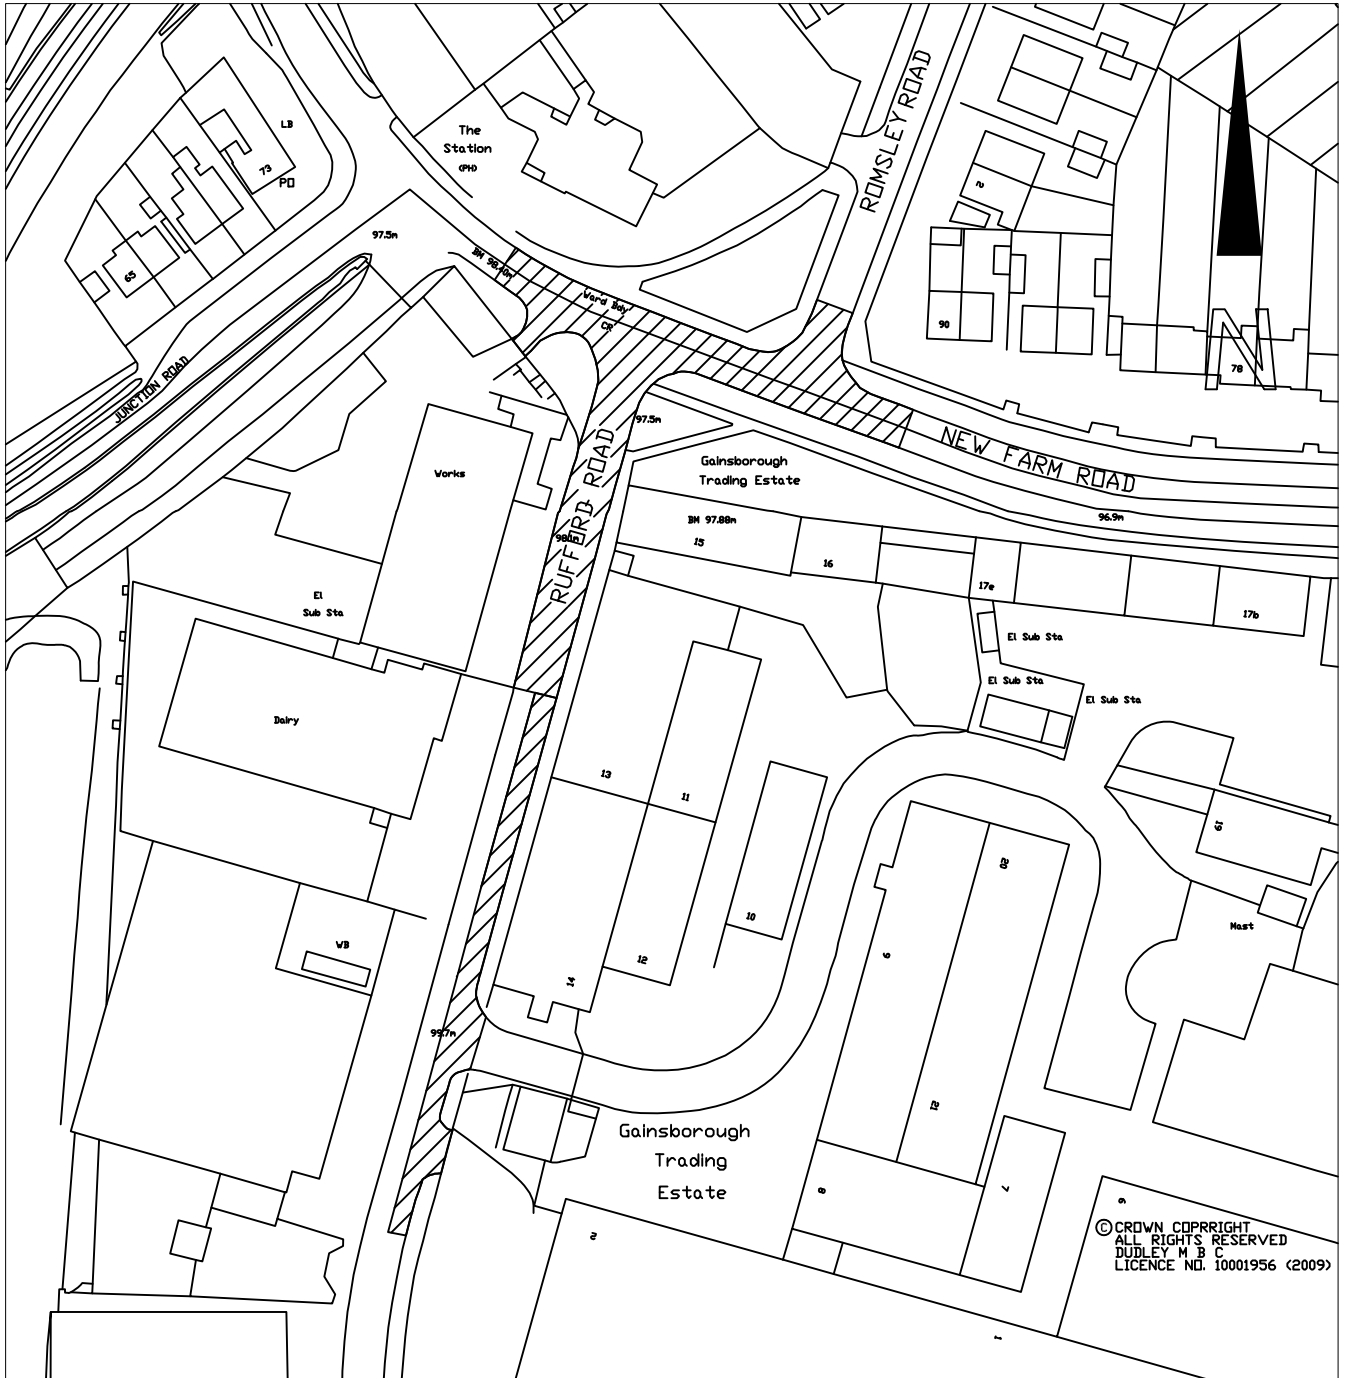 The
Station
(PH)
LB
73
PO
65
97.5m
BM 98.40m
Ward Bdy
CR
ROMSLEY ROAD
2
90
78
N
JUNCTION ROAD
97.5m
NEW FARM ROAD
96.9m
Works
RUFFORD ROAD
98.1m
Gainsborough
Trading Estate
BM 97.88m
15
16
17e
17b
El
Sub Sta
El Sub Sta
El Sub Sta
El Sub Sta
Dairy
13
11
10
12
14
19
20
9
21
Mast
WB
99.7m
Gainsborough
Trading
Estate
8
7
6
2
1
© CROWN COPRRIGHT
ALL RIGHTS RESERVED
DUDLEY M B C
LICENCE NO. 10001956 (2009)